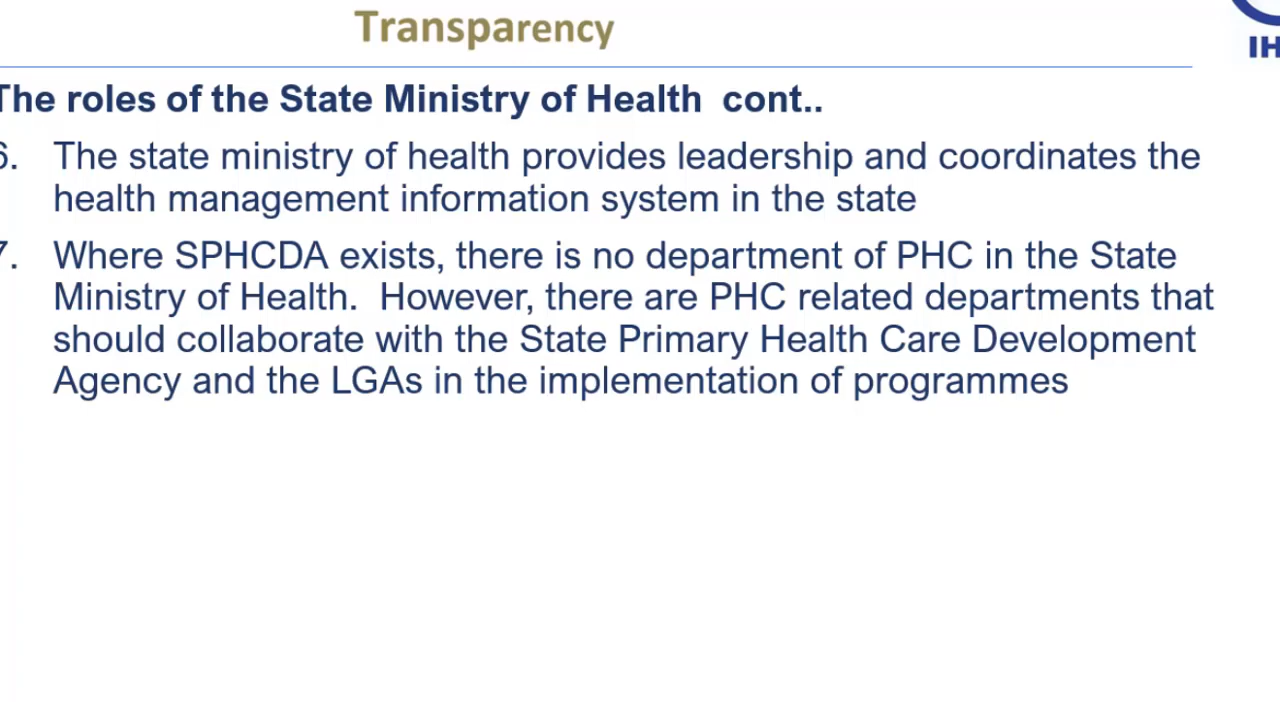 Transparency
IH
The roles of the State Ministry of Health cont..
6. The state ministry of health provides leadership and coordinates the
health management information system in the state
7. Where SPHCDA exists, there is no department of PHC in the State
Ministry of Health. However, there are PHC related departments that
should collaborate with the State Primary Health Care Development
Agency and the LGAs in the implementation of programmes